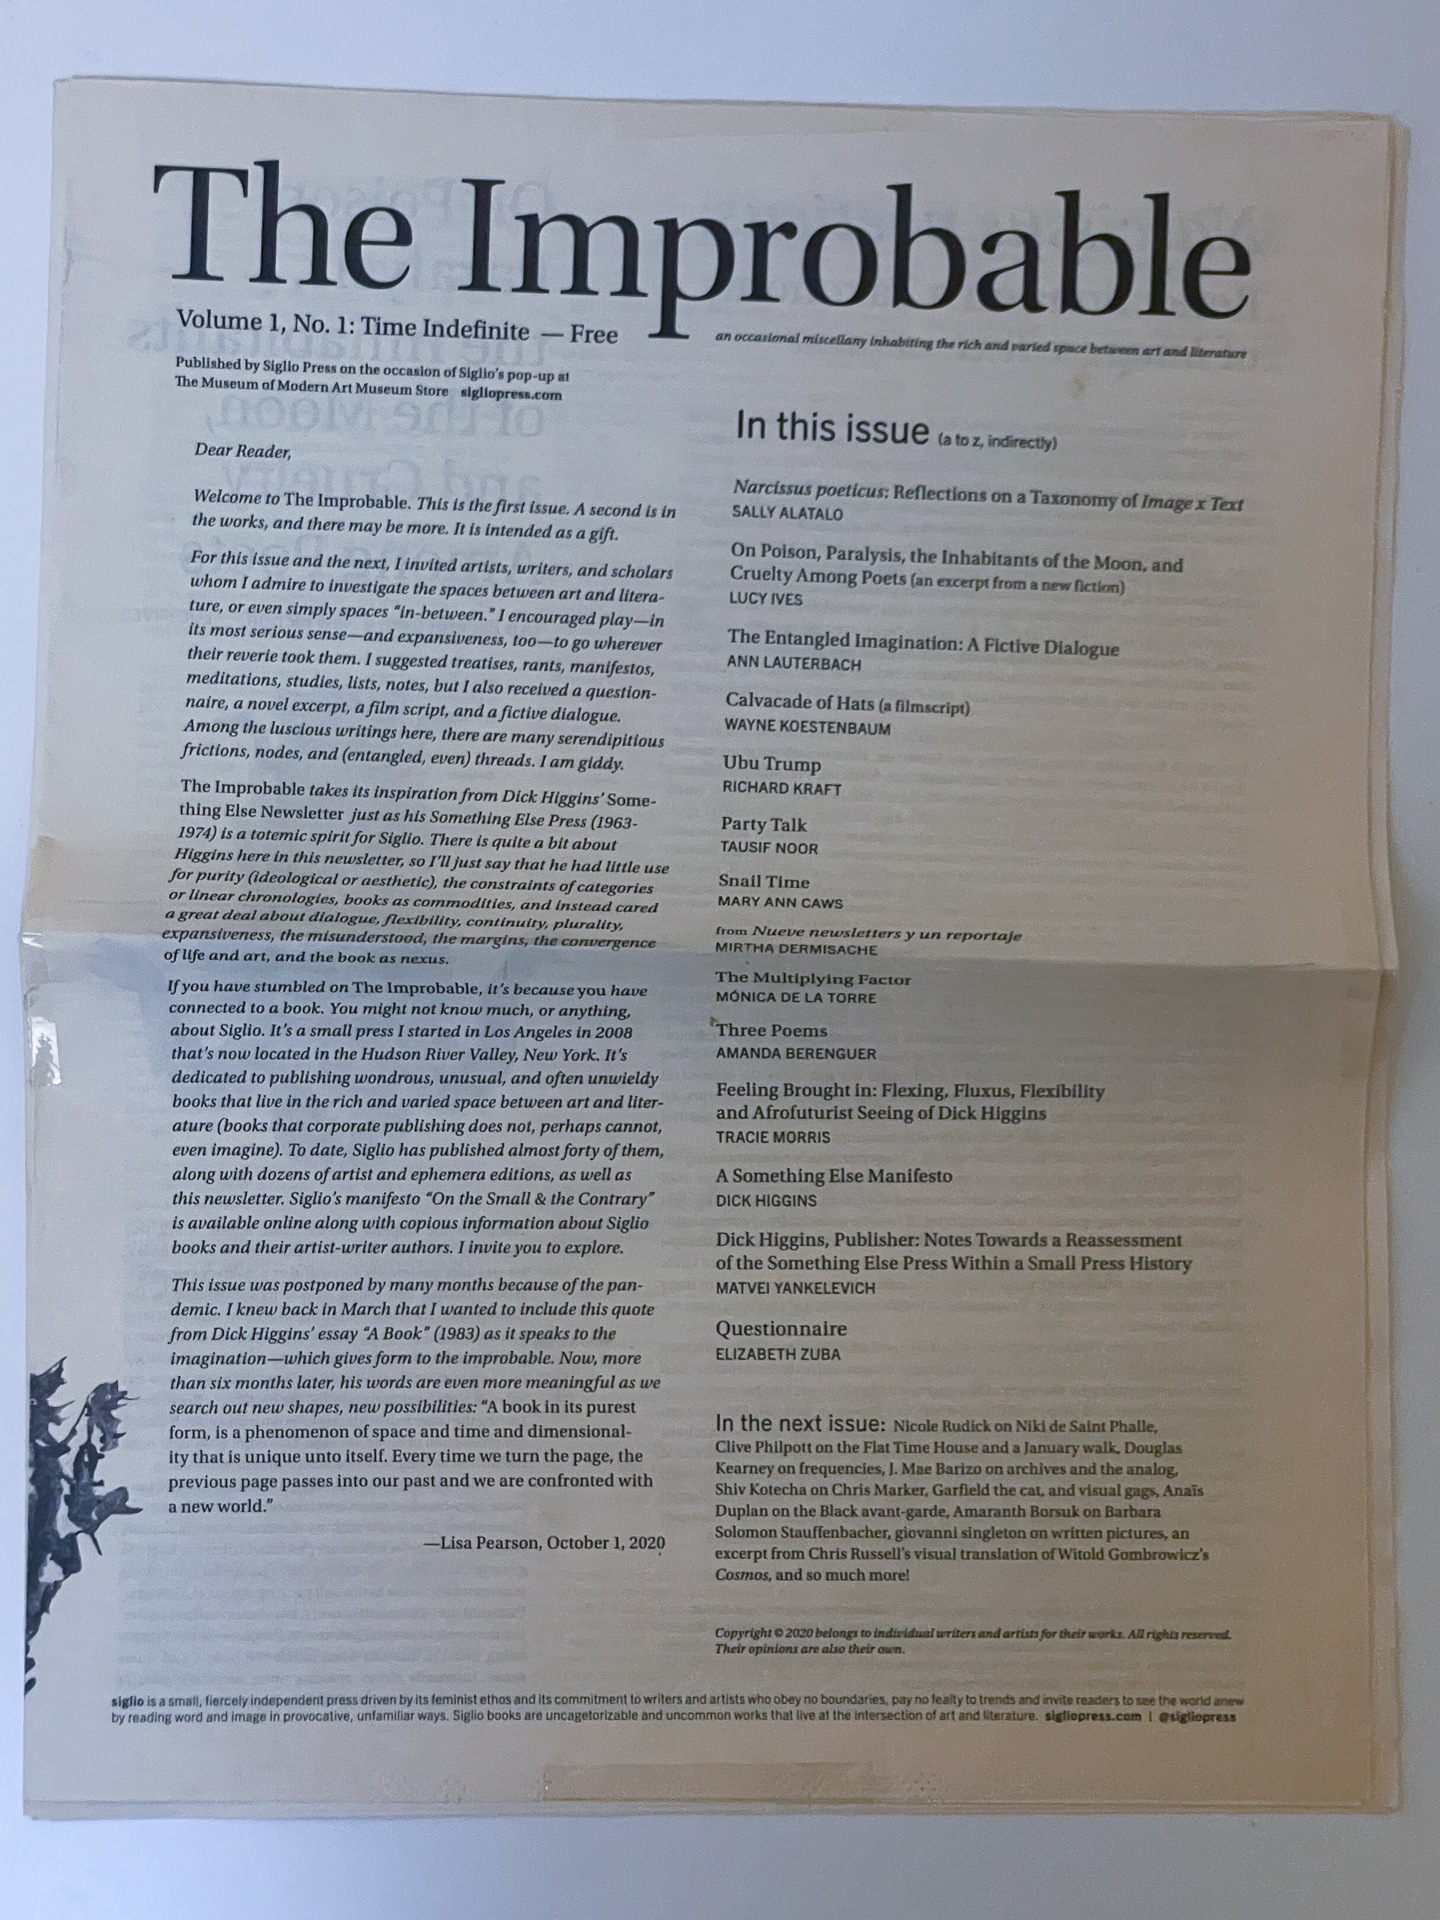 The Improbable
Volume 1, No. 1: Time Indefinite — Free
an occasional miscellany inhabiting the rich and varied space between art and literature
Published by Siglio Press on the occasion of Siglio's pop-up at
The Museum of Modern Art Museum Store sigliopress.com
Dear Reader,
Welcome to The Improbable. This is the first issue. A second is in
the works, and there may be more. It is intended as a gift.
For this issue and the next, I invited artists, writers, and scholars
whom I admire to investigate the spaces between art and litera-
ture, or even simply spaces “in-between.” I encouraged play—in
its most serious sense—and expansiveness, too—to go wherever
their reverie took them. I suggested treatises, rants, manifestos,
meditations, studies, lists, notes, but I also received a question-
naire, a novel excerpt, a film script, and a fictive dialogue.
Among the luscious writings here, there are many serendipitious
frictions, nodes, and (entangled, even) threads. I am giddy.
The Improbable takes its inspiration from Dick Higgins’ Some-
thing Else Newsletter just as his Something Else Press (1963-
1974) is a totemic spirit for Siglio. There is quite a bit about
Higgins here in this newsletter, so I’ll just say that he had little use
for purity (ideological or aesthetic), the constraints of categories
or linear chronologies, books as commodities, and instead cared
a great deal about dialogue, flexibility, continuity, plurality,
expansiveness, the misunderstood, the margins, the convergence
of life and art, and the book as nexus.
If you have stumbled on The Improbable, it’s because you have
connected to a book. You might not know much, or anything,
about Siglio. It’s a small press I started in Los Angeles in 2008
that’s now located in the Hudson River Valley, New York. It’s
dedicated to publishing wondrous, unusual, and often unwieldy
books that live in the rich and varied space between art and liter-
ature (books that corporate publishing does not, perhaps cannot,
even imagine). To date, Siglio has published almost forty of them,
along with dozens of artist and ephemera editions, as well as
this newsletter. Siglio’s manifesto “On the Small & the Contrary”
is available online along with copious information about Siglio
books and their artist-writer authors. I invite you to explore.
This issue was postponed by many months because of the pan-
demic. I knew back in March that I wanted to include this quote
from Dick Higgins’ essay “A Book” (1983) as it speaks to the
imagination—which gives form to the improbable. Now, more
than six months later, his words are even more meaningful as we
search out new shapes, new possibilities: “A book in its purest
form, is a phenomenon of space and time and dimensional-
ity that is unique unto itself. Every time we turn the page, the
previous page passes into our past and we are confronted with
a new world.”
—Lisa Pearson, October 1, 2020
In this issue (a to z, indirectly)
Narcissus poeticus: Reflections on a Taxonomy of Image x Text
SALLY ALATALO
On Poison, Paralysis, the Inhabitants of the Moon, and
Cruelty Among Poets (an excerpt from a new fiction)
LUCY IVES
The Entangled Imagination: A Fictive Dialogue
ANN LAUTERBACH
Calvacade of Hats (a filmscript)
WAYNE KOESTENBAUM
Ubu Trump
RICHARD KRAFT
Party Talk
TAUSIF NOOR
Snail Time
MARY ANN CAWS
from Nueve newsletters y un reportaje
MIRTHA DERMISACHE
The Multiplying Factor
MÓNICA DE LA TORRE
Three Poems
AMANDA BERENGUER
Feeling Brought in: Flexing, Fluxus, Flexibility
and Afrofuturist Seeing of Dick Higgins
TRACIE MORRIS
A Something Else Manifesto
DICK HIGGINS
Dick Higgins, Publisher: Notes Towards a Reassessment
of the Something Else Press Within a Small Press History
MATVEI YANKELEVICH
Questionnaire
ELIZABETH ZUBA
In the next issue: Nicole Rudick on Niki de Saint Phalle,
Clive Philpott on the Flat Time House and a January walk, Douglas
Kearney on frequencies, J. Mae Barizo on archives and the analog,
Shiv Kotecha on Chris Marker, Garfield the cat, and visual gags, Anaïs
Duplan on the Black avant-garde, Amaranth Borsuk on Barbara
Solomon Stauffenbacher, giovanni singleton on written pictures, an
excerpt from Chris Russell’s visual translation of Witold Gombrowicz’s
Cosmos, and so much more!
Copyright © 2020 belongs to individual writers and artists for their works. All rights reserved.
Their opinions are also their own.
siglio is a small, fiercely independent press driven by its feminist ethos and its commitment to writers and artists who obey no boundaries, pay no fealty to trends and invite readers to see the world anew
by reading word and image in provocative, unfamiliar ways. Siglio books are uncagetorizable and uncommon works that live at the intersection of art and literature. sigliopress.com | @sigliopress